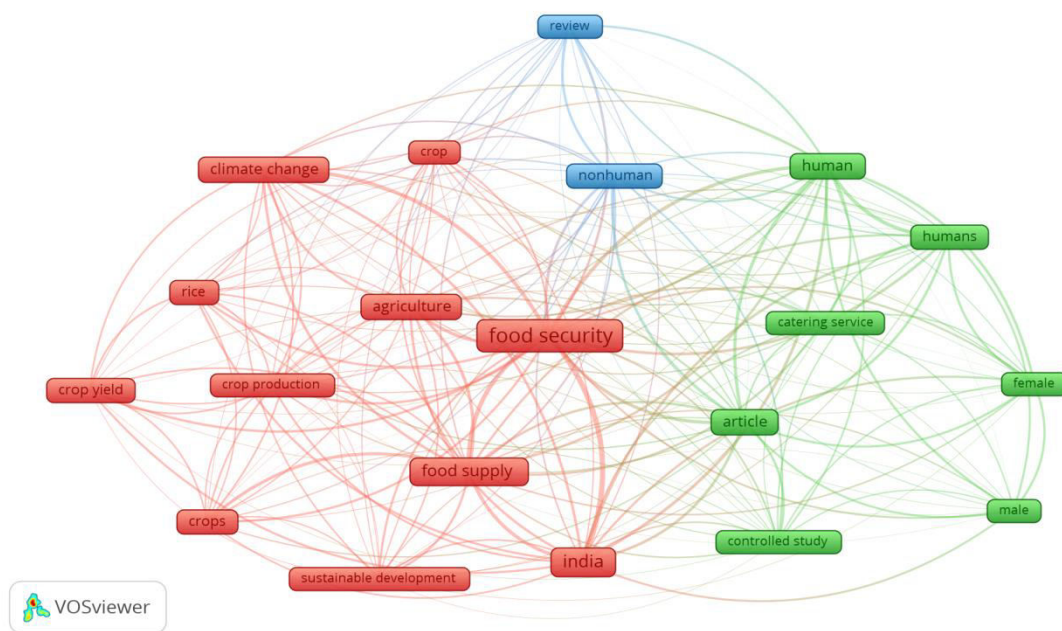 review
crop
climate change
nonhuman
human
humans
rice
agriculture
food security
catering service
crop yield
crop production
female
article
food supply
crops
male
controlled study
india
sustainable development
VOSviewer